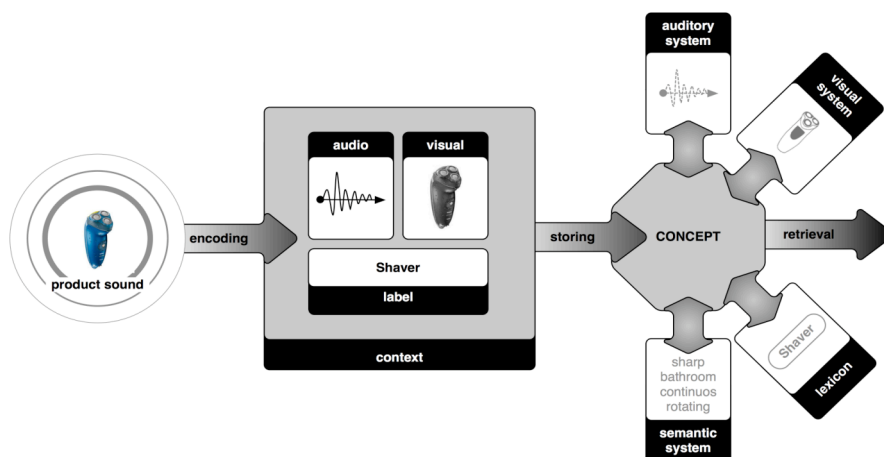 product sound
encoding
audio
visual
Shaver
label
context
storing
CONCEPT
auditory
system
visual
system
retrieval
Shaver
lexicon
sharp
bathroom
continuos
rotating
semantic
system